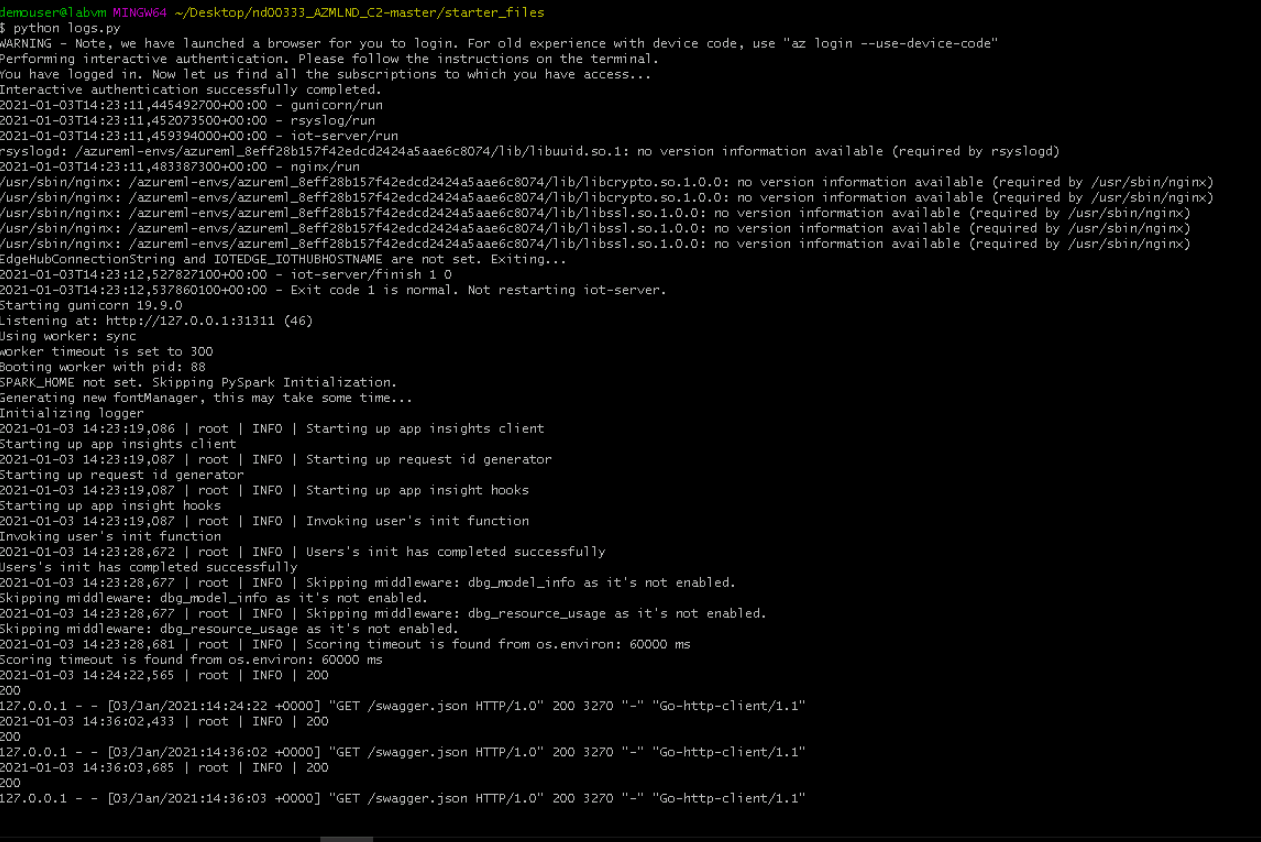 demouser@labvm MINGW64 ~/Desktop/nd00333_AZMLND_C2-master/starter_files
$ python logs.py
WARNING - Note, we have launched a browser for you to login. For old experience with device code, use "az login --use-device-code"
Performing interactive authentication. Please follow the instructions on the terminal.
You have logged in. Now let us find all the subscriptions to which you have access...
Interactive authentication successfully completed.
2021-01-03T14:23:11,445492700+00:00 - gunicorn/run
2021-01-03T14:23:11,452073500+00:00 - rsyslog/run
2021-01-03T14:23:11,459394000+00:00 - iot-server/run
rsyslogd: /azureml-envs/azureml_8eff28b157f42edcd2424a5aae6c8074/lib/libuuid.so.1: no version information available (required by rsyslogd)
2021-01-03T14:23:11,483387300+00:00 - nginx/run
/usr/sbin/nginx: /azureml-envs/azureml_8eff28b157f42edcd2424a5aae6c8074/lib/libcrypto.so.1.0.0: no version information available (required by /usr/sbin/nginx)
/usr/sbin/nginx: /azureml-envs/azureml_8eff28b157f42edcd2424a5aae6c8074/lib/libcrypto.so.1.0.0: no version information available (required by /usr/sbin/nginx)
/usr/sbin/nginx: /azureml-envs/azureml_8eff28b157f42edcd2424a5aae6c8074/lib/libssl.so.1.0.0: no version information available (required by /usr/sbin/nginx)
/usr/sbin/nginx: /azureml-envs/azureml_8eff28b157f42edcd2424a5aae6c8074/lib/libssl.so.1.0.0: no version information available (required by /usr/sbin/nginx)
/usr/sbin/nginx: /azureml-envs/azureml_8eff28b157f42edcd2424a5aae6c8074/lib/libssl.so.1.0.0: no version information available (required by /usr/sbin/nginx)
EdgeHubConnectionString and IOTEDGE_IOTHUBHOSTNAME are not set. Exiting...
2021-01-03T14:23:12,527827100+00:00 - iot-server/finish 1 0
2021-01-03T14:23:12,537860100+00:00 - Exit code 1 is normal. Not restarting iot-server.
Starting gunicorn 19.9.0
Listening at: http://127.0.0.1:31311 (46)
Using worker: sync
worker timeout is set to 300
Booting worker with pid: 88
SPARK_HOME not set. Skipping PySpark Initialization.
Generating new fontManager, this may take some time...
Initializing logger
2021-01-03 14:23:19,086 | root | INFO | Starting up app insights client
Starting up app insights client
2021-01-03 14:23:19,087 | root | INFO | Starting up request id generator
Starting up request id generator
2021-01-03 14:23:19,087 | root | INFO | Starting up app insight hooks
Starting up app insight hooks
2021-01-03 14:23:19,087 | root | INFO | Invoking user's init function
Invoking user's init function
2021-01-03 14:23:28,672 | root | INFO | Users's init has completed successfully
Users's init has completed successfully
2021-01-03 14:23:28,677 | root | INFO | Skipping middleware: dbg_model_info as it's not enabled.
Skipping middleware: dbg_model_info as it's not enabled.
2021-01-03 14:23:28,677 | root | INFO | Skipping middleware: dbg_resource_usage as it's not enabled.
Skipping middleware: dbg_resource_usage as it's not enabled.
2021-01-03 14:23:28,681 | root | INFO | Scoring timeout is found from os.environ: 60000 ms
Scoring timeout is found from os.environ: 60000 ms
2021-01-03 14:24:22,565 | root | INFO | 200
200
127.0.0.1 - - [03/Jan/2021:14:24:22 +0000] "GET /swagger.json HTTP/1.0" 200 3270 "-" "Go-http-client/1.1"
2021-01-03 14:36:02,433 | root | INFO | 200
200
127.0.0.1 - - [03/Jan/2021:14:36:02 +0000] "GET /swagger.json HTTP/1.0" 200 3270 "-" "Go-http-client/1.1"
2021-01-03 14:36:03,685 | root | INFO | 200
200
127.0.0.1 - - [03/Jan/2021:14:36:03 +0000] "GET /swagger.json HTTP/1.0" 200 3270 "-" "Go-http-client/1.1"